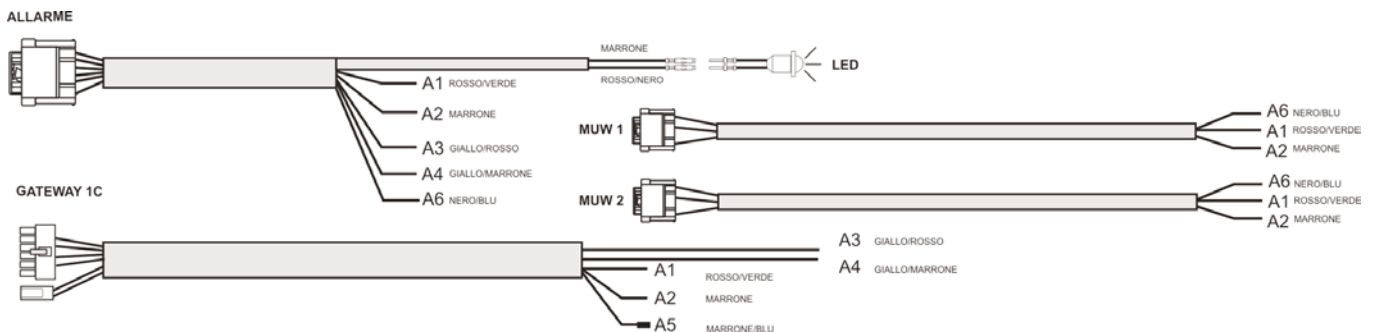 ALLARME
MARRONE
LED
ROSSO/NERO
A1 ROSSO/VERDE
A2 MARRONE
A3 GIALLO/ROSSO
A4 GIALLO/MARRONE
A6 NERO/BLU
MUW 1
A6 NERO/BLU
A1 ROSSO/VERDE
A2 MARRONE
MUW 2
A6 NERO/BLU
A1 ROSSO/VERDE
A2 MARRONE
GATEWAY 1C
A3 GIALLO/ROSSO
A4 GIALLO/MARRONE
A1 ROSSO/VERDE
A2 MARRONE
A5 MARRONE/BLU